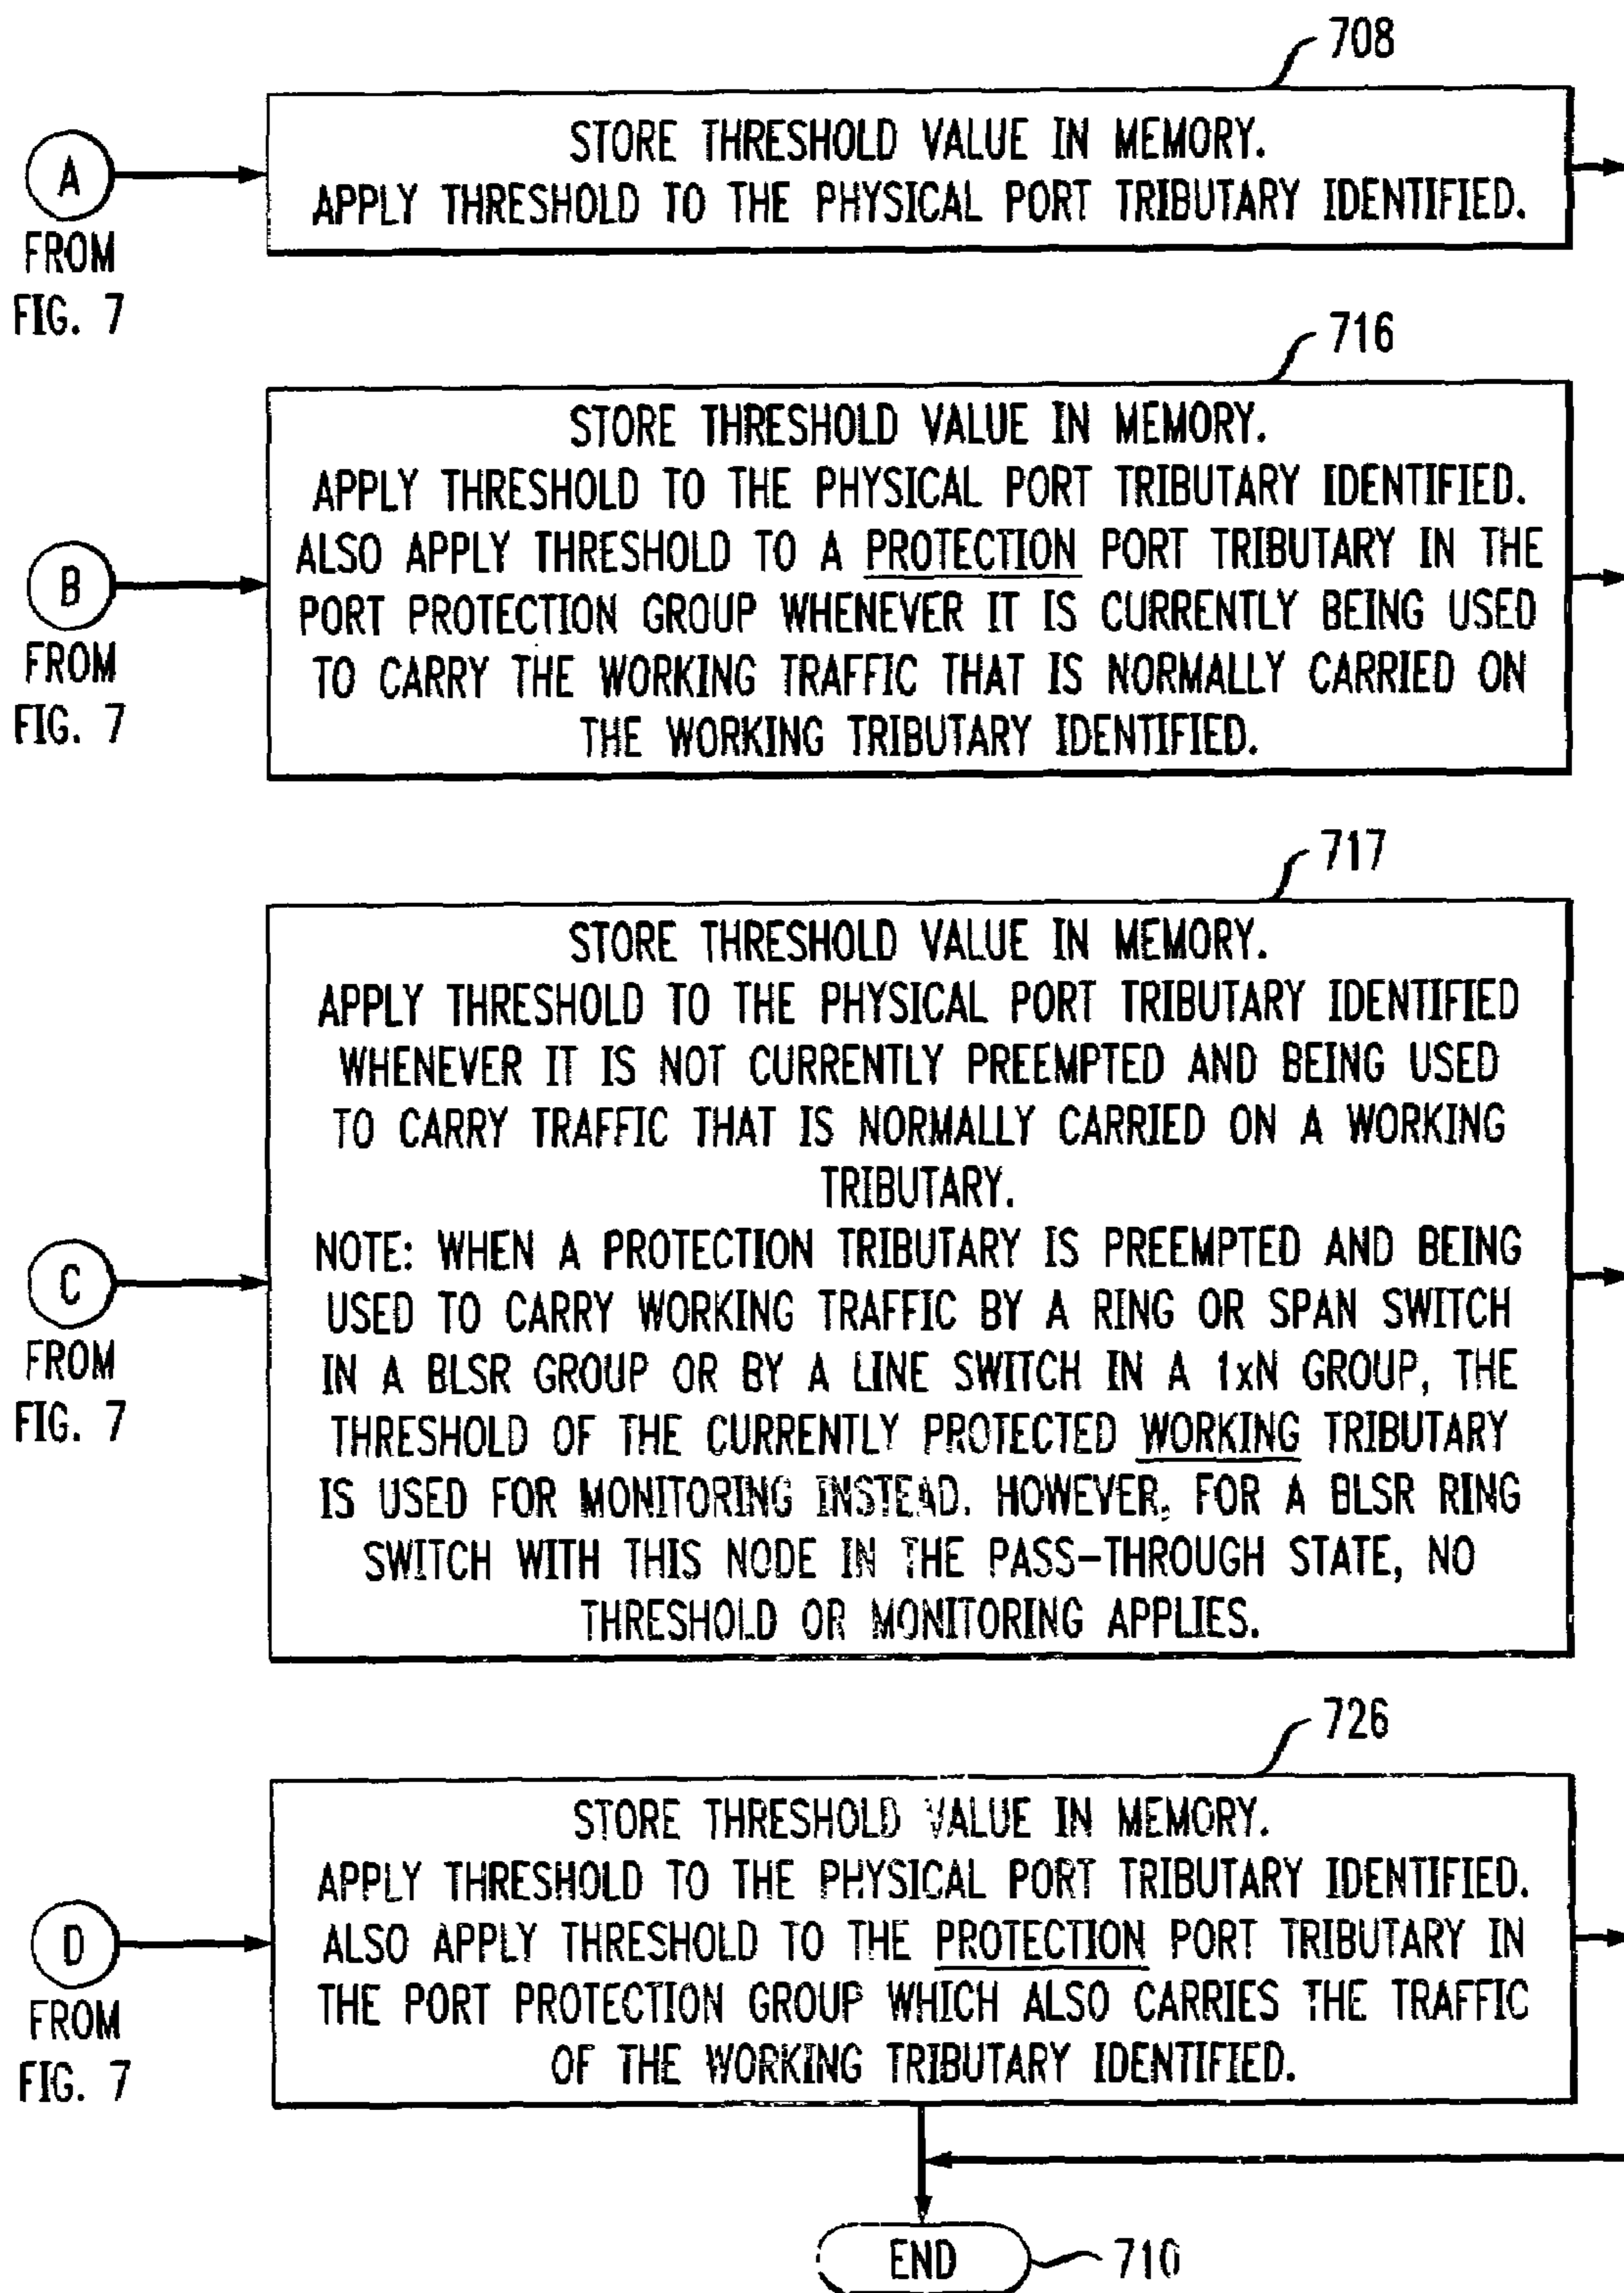 708
STORE THRESHOLD VALUE IN MEMORY.
APPLY THRESHOLD TO THE PHYSICAL PORT TRIBUTARY IDENTIFIED.
A
FROM
FIG. 7
716
STORE THRESHOLD VALUE IN MEMORY.
APPLY THRESHOLD TO THE PHYSICAL PORT TRIBUTARY IDENTIFIED.
ALSO APPLY THRESHOLD TO A PROTECTION PORT TRIBUTARY IN THE
PORT PROTECTION GROUP WHENEVER IT IS CURRENTLY BEING USED
TO CARRY THE WORKING TRAFFIC THAT IS NORMALLY CARRIED ON
THE WORKING TRIBUTARY IDENTIFIED.
B
FROM
FIG. 7
717
STORE THRESHOLD VALUE IN MEMORY.
APPLY THRESHOLD TO THE PHYSICAL PORT TRIBUTARY IDENTIFIED
WHENEVER IT IS NOT CURRENTLY PREEMPTED AND BEING USED
TO CARRY TRAFFIC THAT IS NORMALLY CARRIED ON A WORKING
TRIBUTARY.
NOTE: WHEN A PROTECTION TRIBUTARY IS PREEMPTED AND BEING
USED TO CARRY WORKING TRAFFIC BY A RING OR SPAN SWITCH
IN A BLSR GROUP OR BY A LINE SWITCH IN A 1xN GROUP, THE
THRESHOLD OF THE CURRENTLY PROTECTED WORKING TRIBUTARY
IS USED FOR MONITORING INSTEAD. HOWEVER, FOR A BLSR RING
SWITCH WITH THIS NODE IN THE PASS-THROUGH STATE, NO
THRESHOLD OR MONITORING APPLIES.
C
FROM
FIG. 7
726
STORE THRESHOLD VALUE IN MEMORY.
APPLY THRESHOLD TO THE PHYSICAL PORT TRIBUTARY IDENTIFIED.
ALSO APPLY THRESHOLD TO THE PROTECTION PORT TRIBUTARY IN
THE PORT PROTECTION GROUP WHICH ALSO CARRIES THE TRAFFIC
OF THE WORKING TRIBUTARY IDENTIFIED.
D
FROM
FIG. 7
END
710